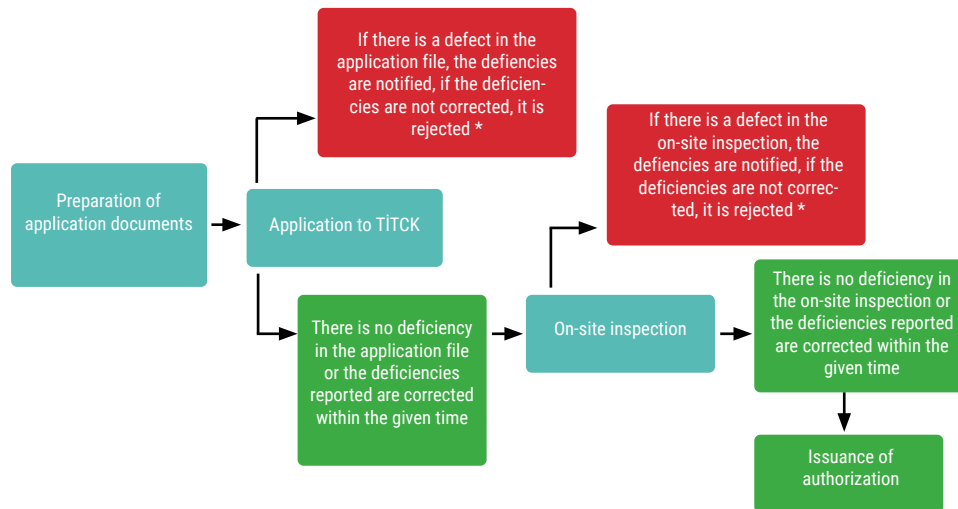 If there is a defect in the
application file, the defiencies
are notified, if the deficien-
cies are not corrected, it is
rejected *
If there is a defect in the
on-site inspection, the
defiencies are notified, if the
deficiencies are not correc-
ted, it is rejected *
Preparation of
application documents
Application to TİTCK
There is no deficiency
in the application file
or the deficiencies
reported are corrected
within the given time
On-site inspection
There is no deficiency in
the on-site inspection or
the deficiencies reported
are corrected within the
given time
Issuance of
authorization